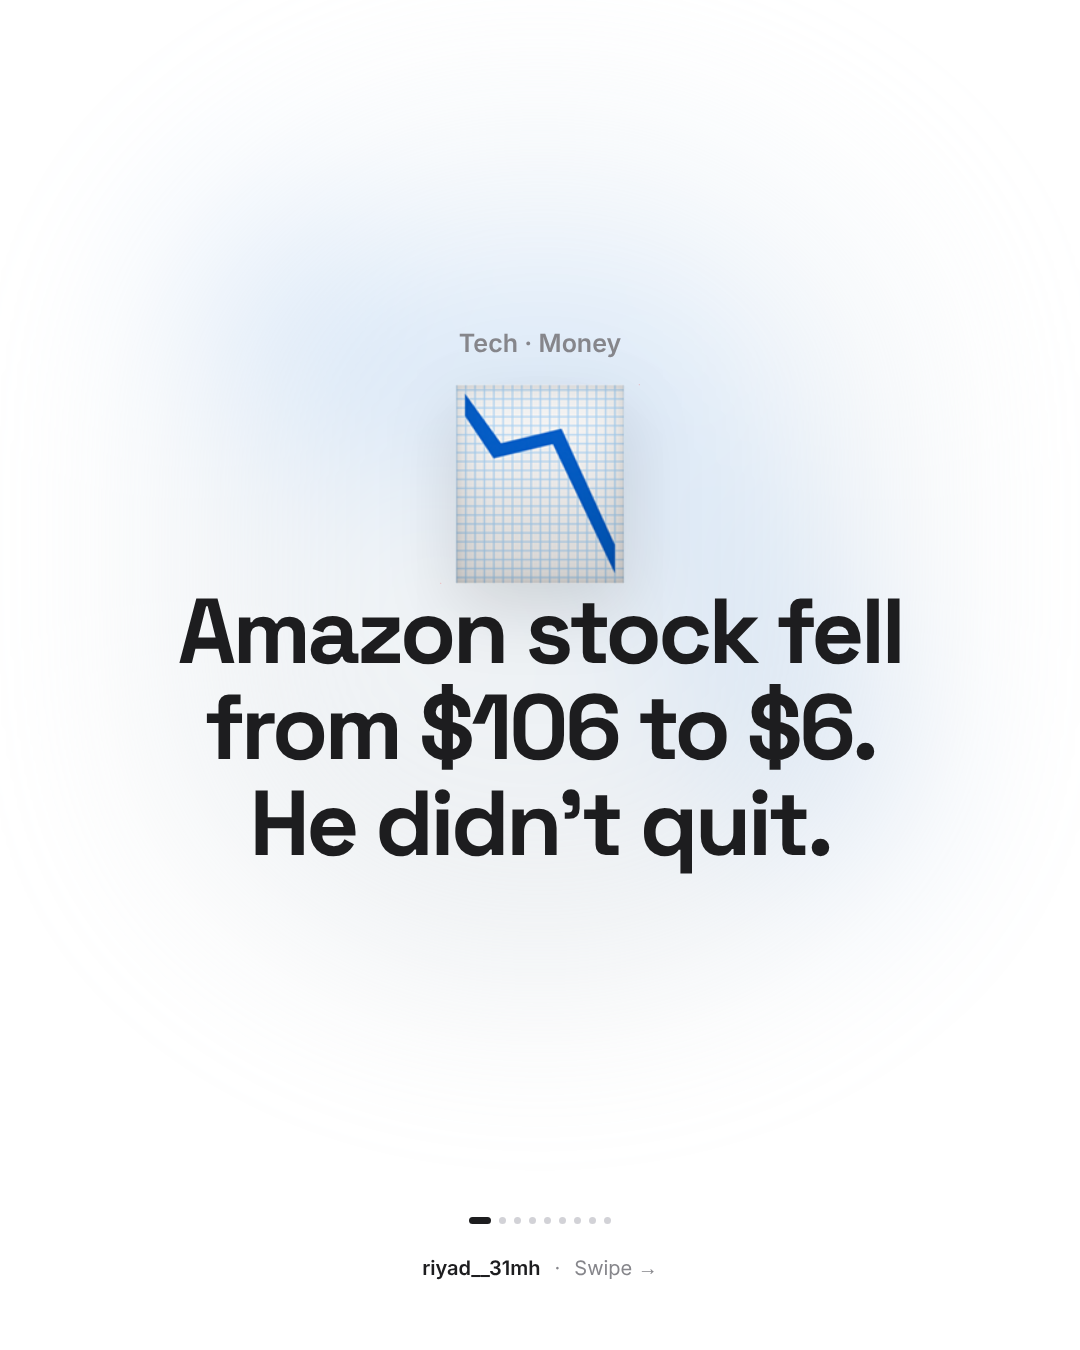 Tech · Money
Amazon stock fell
from $106 to $6.
He didn’t quit.
riyad__31mh · Swipe →